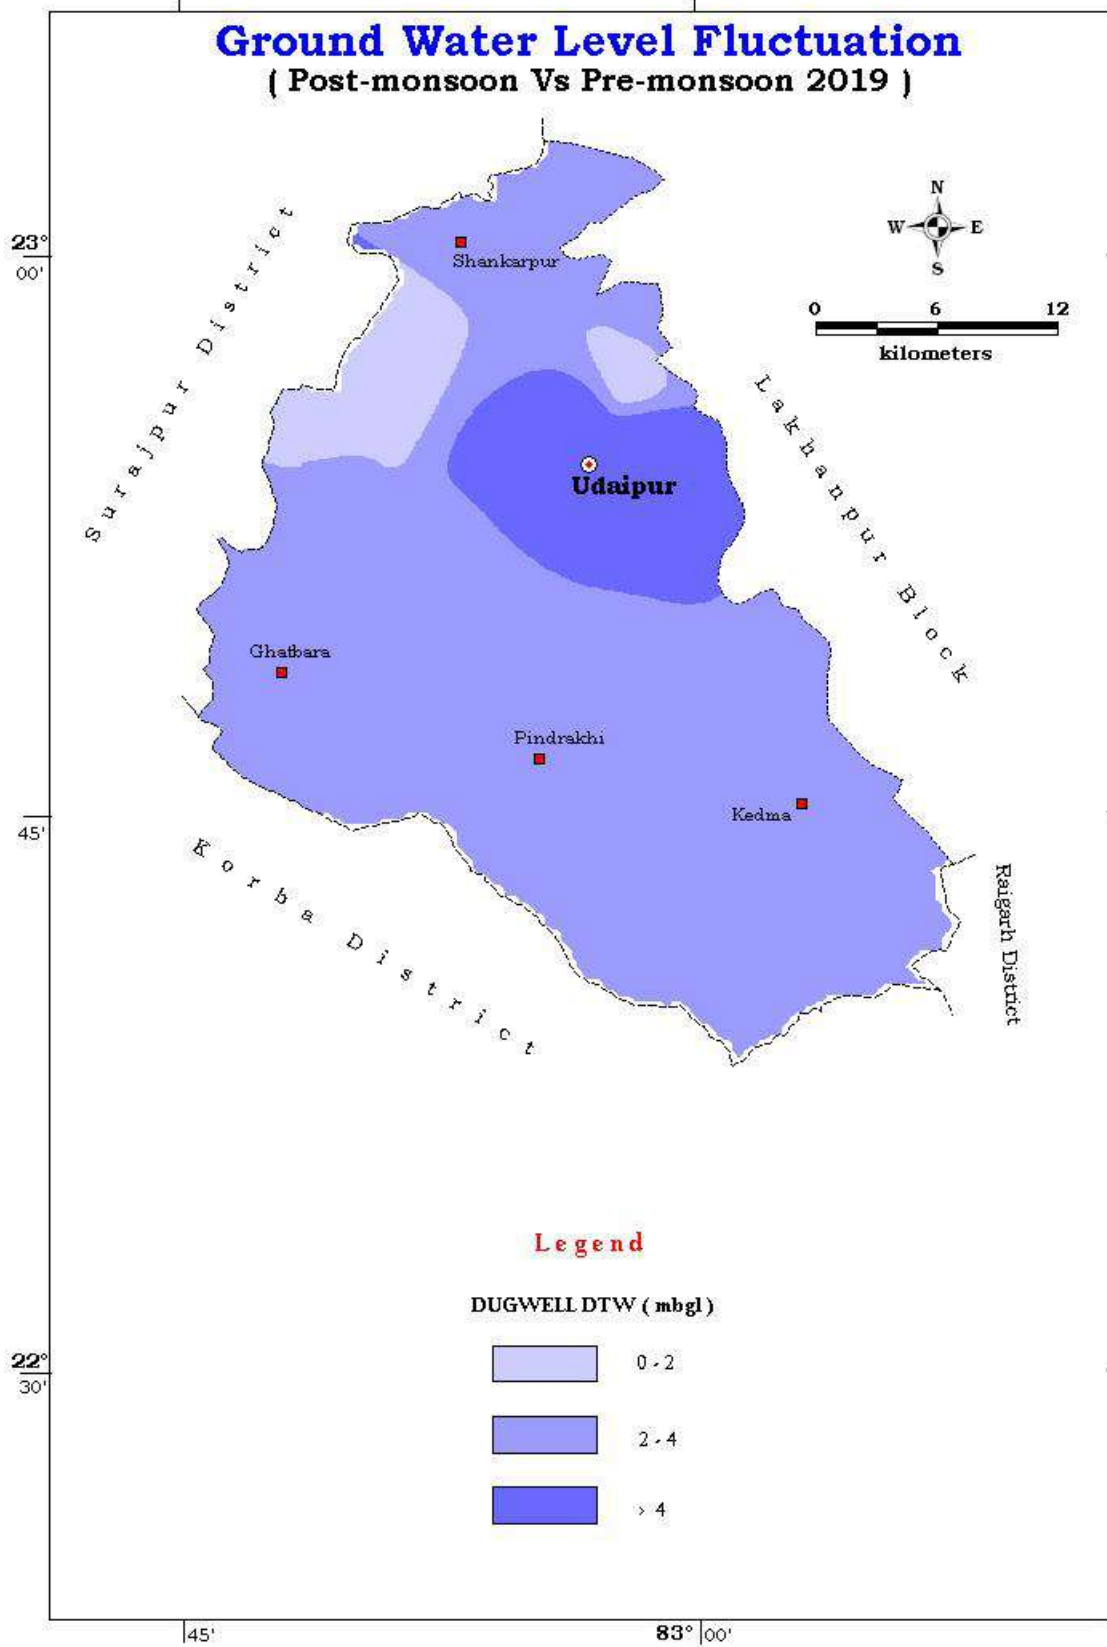 Ground Water Level Fluctuation
( Post-monsoon Vs Pre-monsoon 2019 )
N
W E
S
23°
00'
Shankarpur
Surajpur District
0 6 12
kilometers
Lakhanpur Block
Udaipur
Ghatbara
Pindrakhi
Kedma
45'
Korba District
Raigarh District
Legend
DUGWELL DTW ( mbgl )
0 - 2
22°
30'
2 - 4
> 4
45'
83° 00'